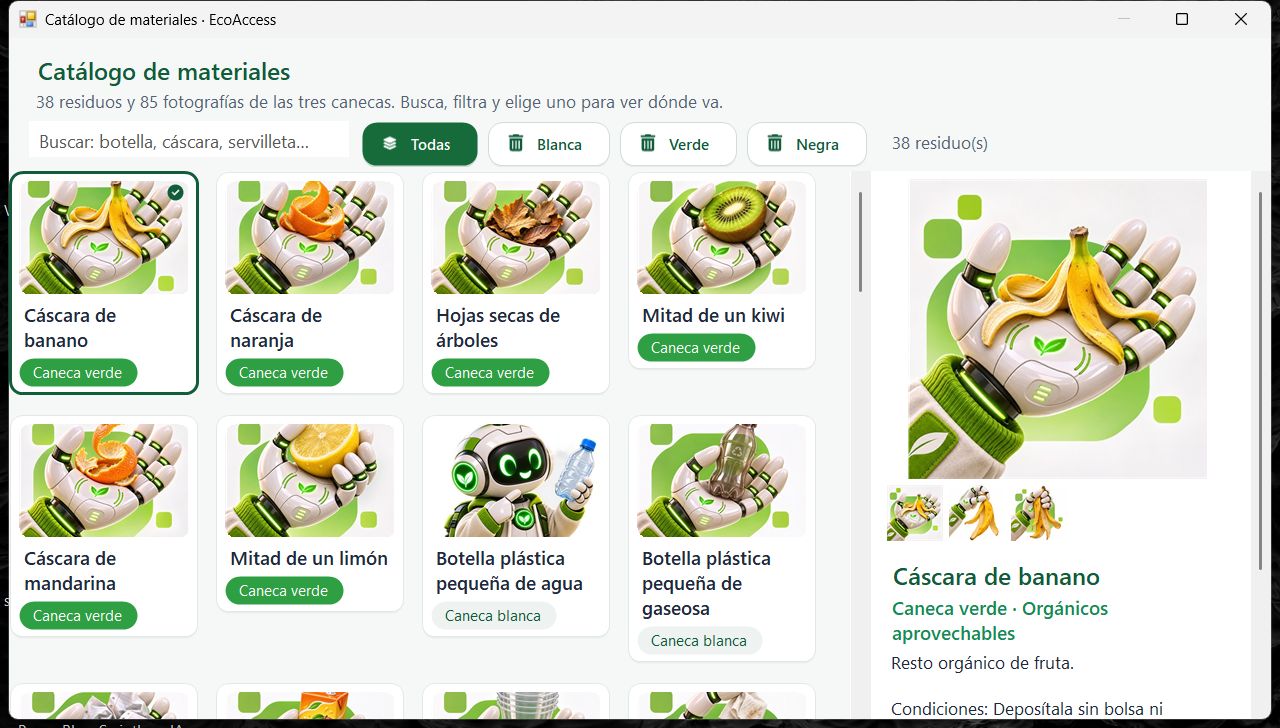 Catálogo de materiales · EcoAccess
Catálogo de materiales
38 residuos y 85 fotografías de las tres canecas. Busca, filtra y elige uno para ver dónde va.
Buscar: botella, cáscara, servilleta...
Todas
Blanca
Verde
Negra
38 residuo(s)
Cáscara de
banano
Caneca verde
Cáscara de
naranja
Caneca verde
Hojas secas de
árboles
Caneca verde
Mitad de un kiwi
Caneca verde
Cáscara de
mandarina
Caneca verde
Mitad de un limón
Caneca verde
Botella plástica
pequeña de agua
Caneca blanca
Botella plástica
pequeña de
gaseosa
Caneca blanca
Cáscara de banano
Caneca verde · Orgánicos
aprovechables
Resto orgánico de fruta.
Condiciones: Deposítala sin bolsa ni